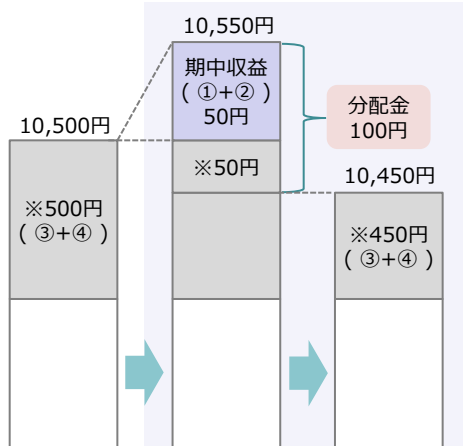 10,550円
期中収益
( ①+② )
50円
分配金
100円
10,500円
※50円
10,450円
※500円
( ③+④ )
※450円
( ③+④ )